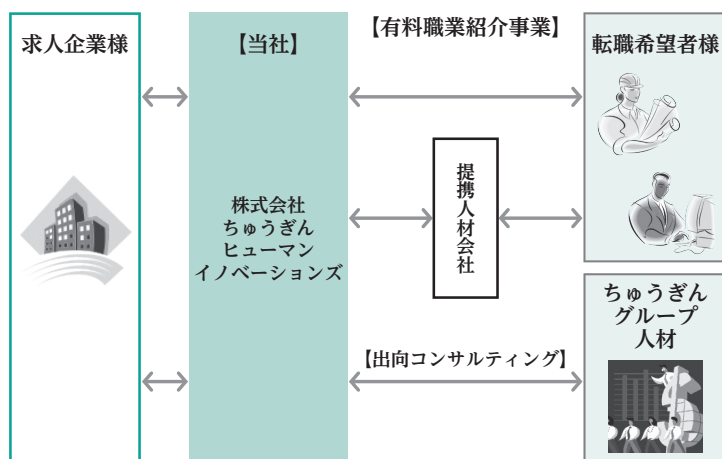 求人企業様
【当社】
株式会社
ちゅうぎん
ヒューマン
イノベーションズ
【有料職業紹介事業】
提携人材会社
【出向コンサルティング】
転職希望者様
ちゅうぎん
グループ
人材